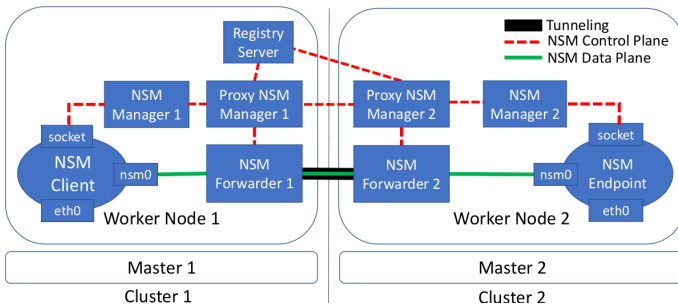 Registry
Server
Tunneling
NSM Control Plane
NSM Data Plane
NSM
Manager 1
Proxy NSM
Manager 1
Proxy NSM
Manager 2
NSM
Manager 2
socket
socket
NSM
Client
nsm0
NSM
Forwarder 1
NSM
Forwarder 2
nsm0
NSM
Endpoint
eth0
eth0
Worker Node 1
Worker Node 2
Master 1
Master 2
Cluster 1
Cluster 2